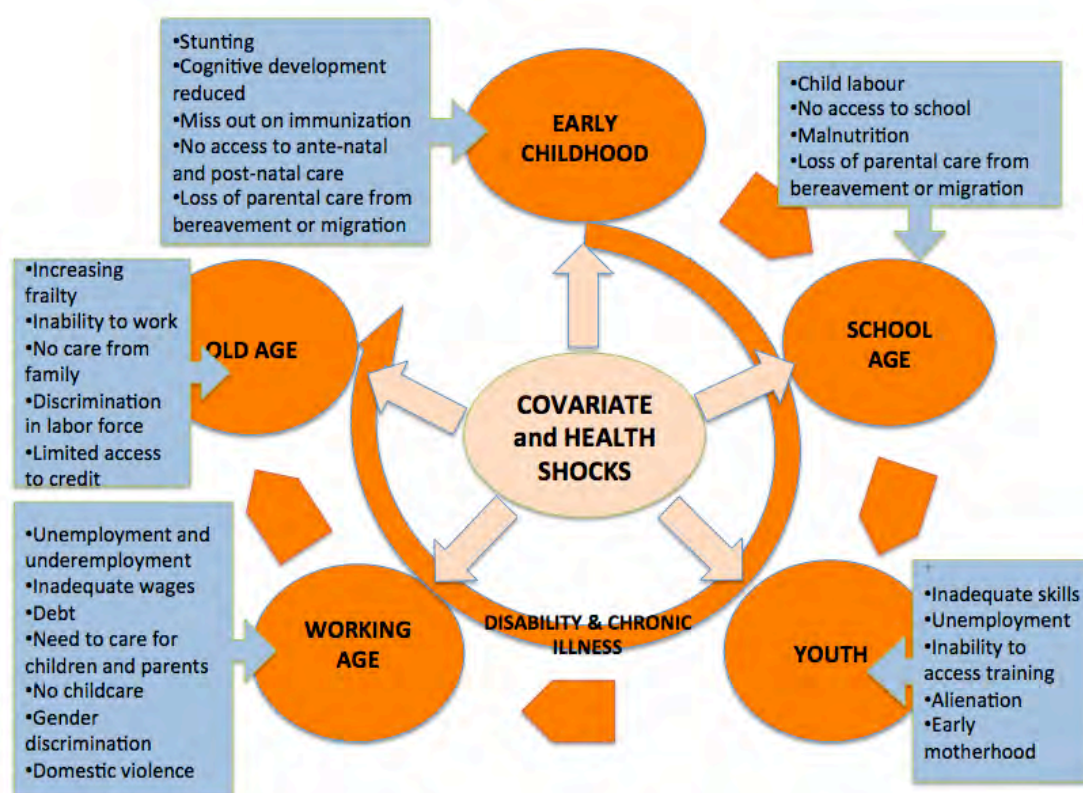 •Stunting
•Cognitive development
reduced
•Miss out on immunization
•No access to ante-natal
and post-natal care
•Loss of parental care from
bereavement or migration
EARLY
CHILDHOOD
•Child labour
•No access to school
•Malnutrition
•Loss of parental care from
bereavement or migration
SCHOOL
AGE
•Increasing
frailty
•Inability to work
•No care from
family
•Discrimination
in labor force
•Limited access
to credit
OLD AGE
COVARIATE
and HEALTH
SHOCKS
•Unemployment and
underemployment
•Inadequate wages
•Debt
•Need to care for
children and parents
•No childcare
•Gender
discrimination
•Domestic violence
WORKING
AGE
DISABILITY & CHRONIC
ILLNESS
YOUTH
•Inadequate skills
•Unemployment
•Inability to
access training
•Alienation
•Early
motherhood